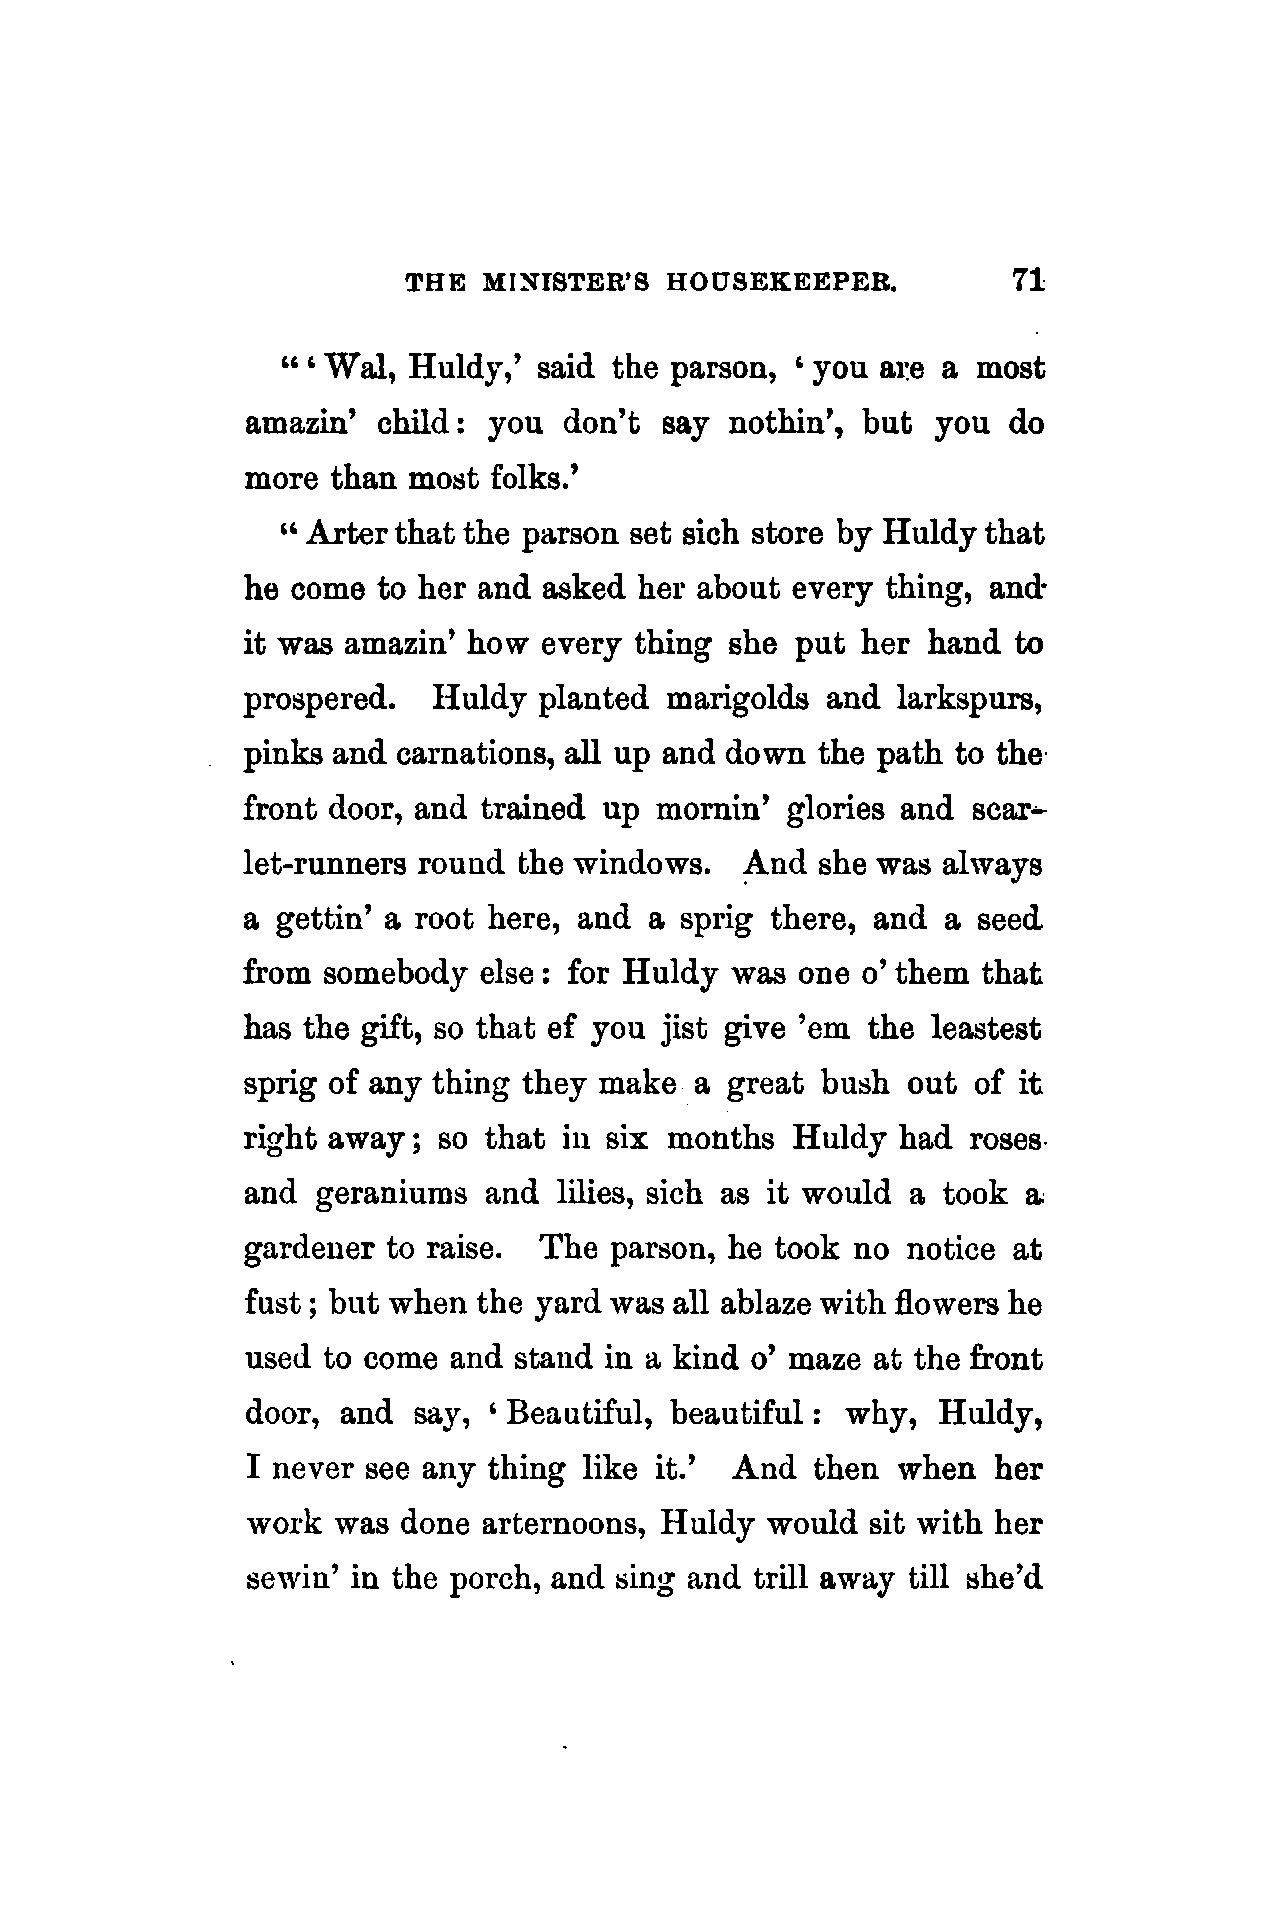 THE MINISTER'S HOUSEKEEPER. 71
"'Wal, Huldy,' said the parson, 'you are a most
amazin' child: you don't say nothin', but you do
more than most folks.'
"Arter that the parson set sich store by Huldy that
he come to her and asked her about every thing, and
it was amazin' how every thing she put her hand to
prospered. Huldy planted marigolds and larkspurs,
pinks and carnations, all up and down the path to the
front door, and trained up mornin' glories and scar-
let-runners round the windows. And she was always
a gettin' a root here, and a sprig there, and a seed
from somebody else: for Huldy was one o' them that
has the gift, so that ef you jist give 'em the leastest
sprig of any thing they make a great bush out of it
right away; so that in six months Huldy had roses
and geraniums and lilies, sich as it would a took a
gardener to raise. The parson, he took no notice at
fust; but when the yard was all ablaze with flowers he
used to come and stand in a kind o' maze at the front
door, and say, 'Beautiful, beautiful: why, Huldy,
I never see any thing like it.' And then when her
work was done arternoons, Huldy would sit with her
sewin' in the porch, and sing and trill away till she'd